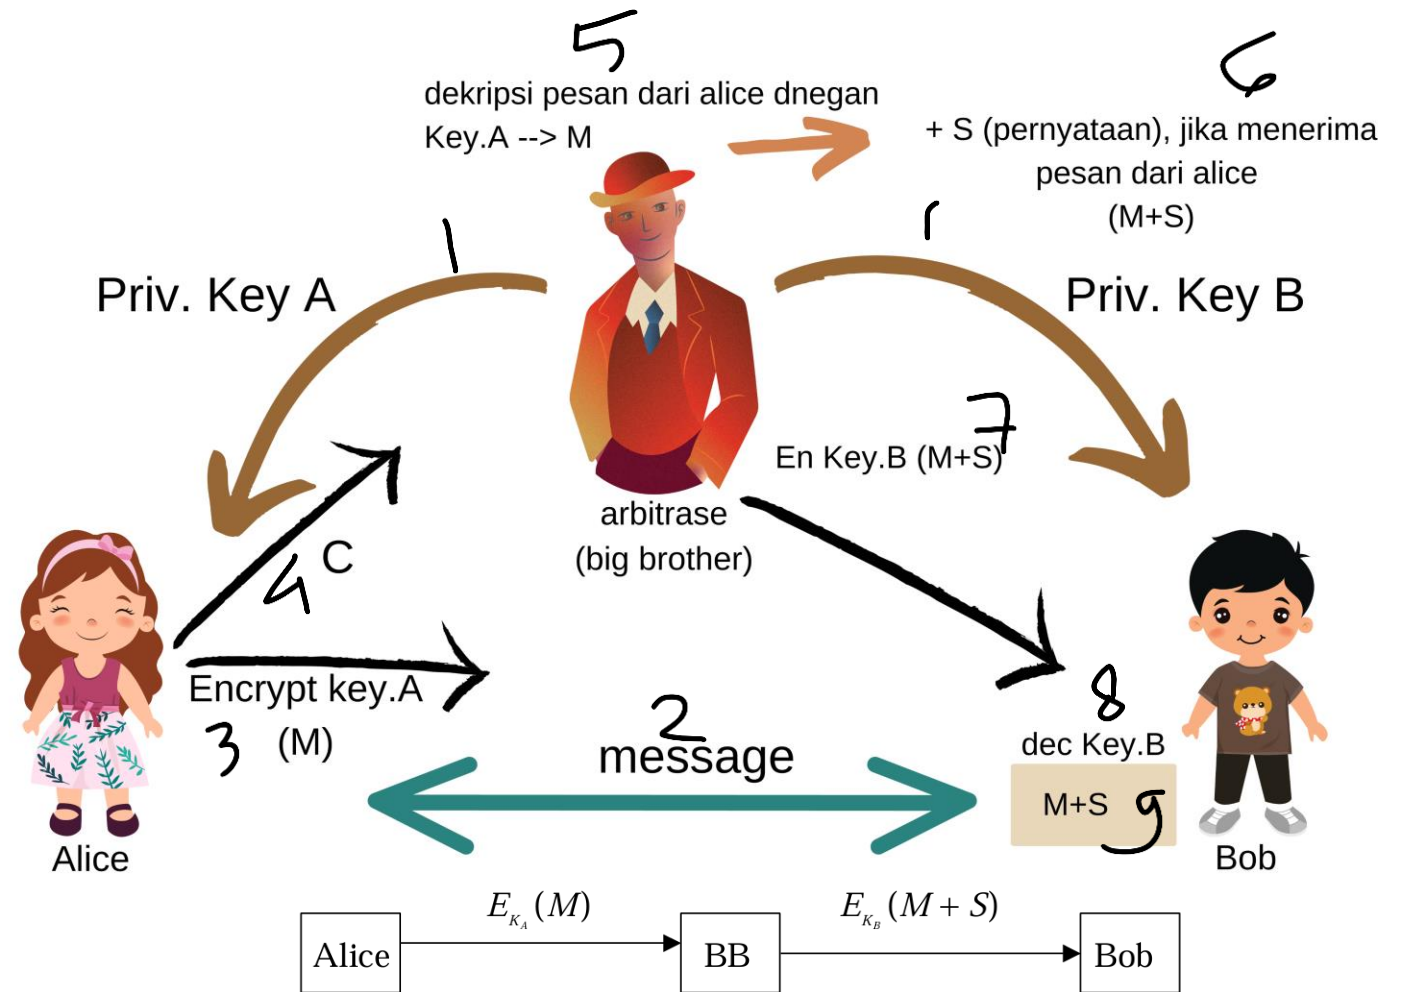 5
dekripsi pesan dari alice dnegan
Key.A --> M
6
+ S (pernyataan), jika menerima
pesan dari alice
(M+S)
1
Priv. Key A
1
Priv. Key B
7
En Key.B (M+S)
arbitrase
(big brother)
4 C
Encrypt key.A
3 (M)
2
message
8
dec Key.B
M+S 9
Alice
Bob
E_{K_A}(M)
E_{K_B}(M + S)
Alice
BB
Bob